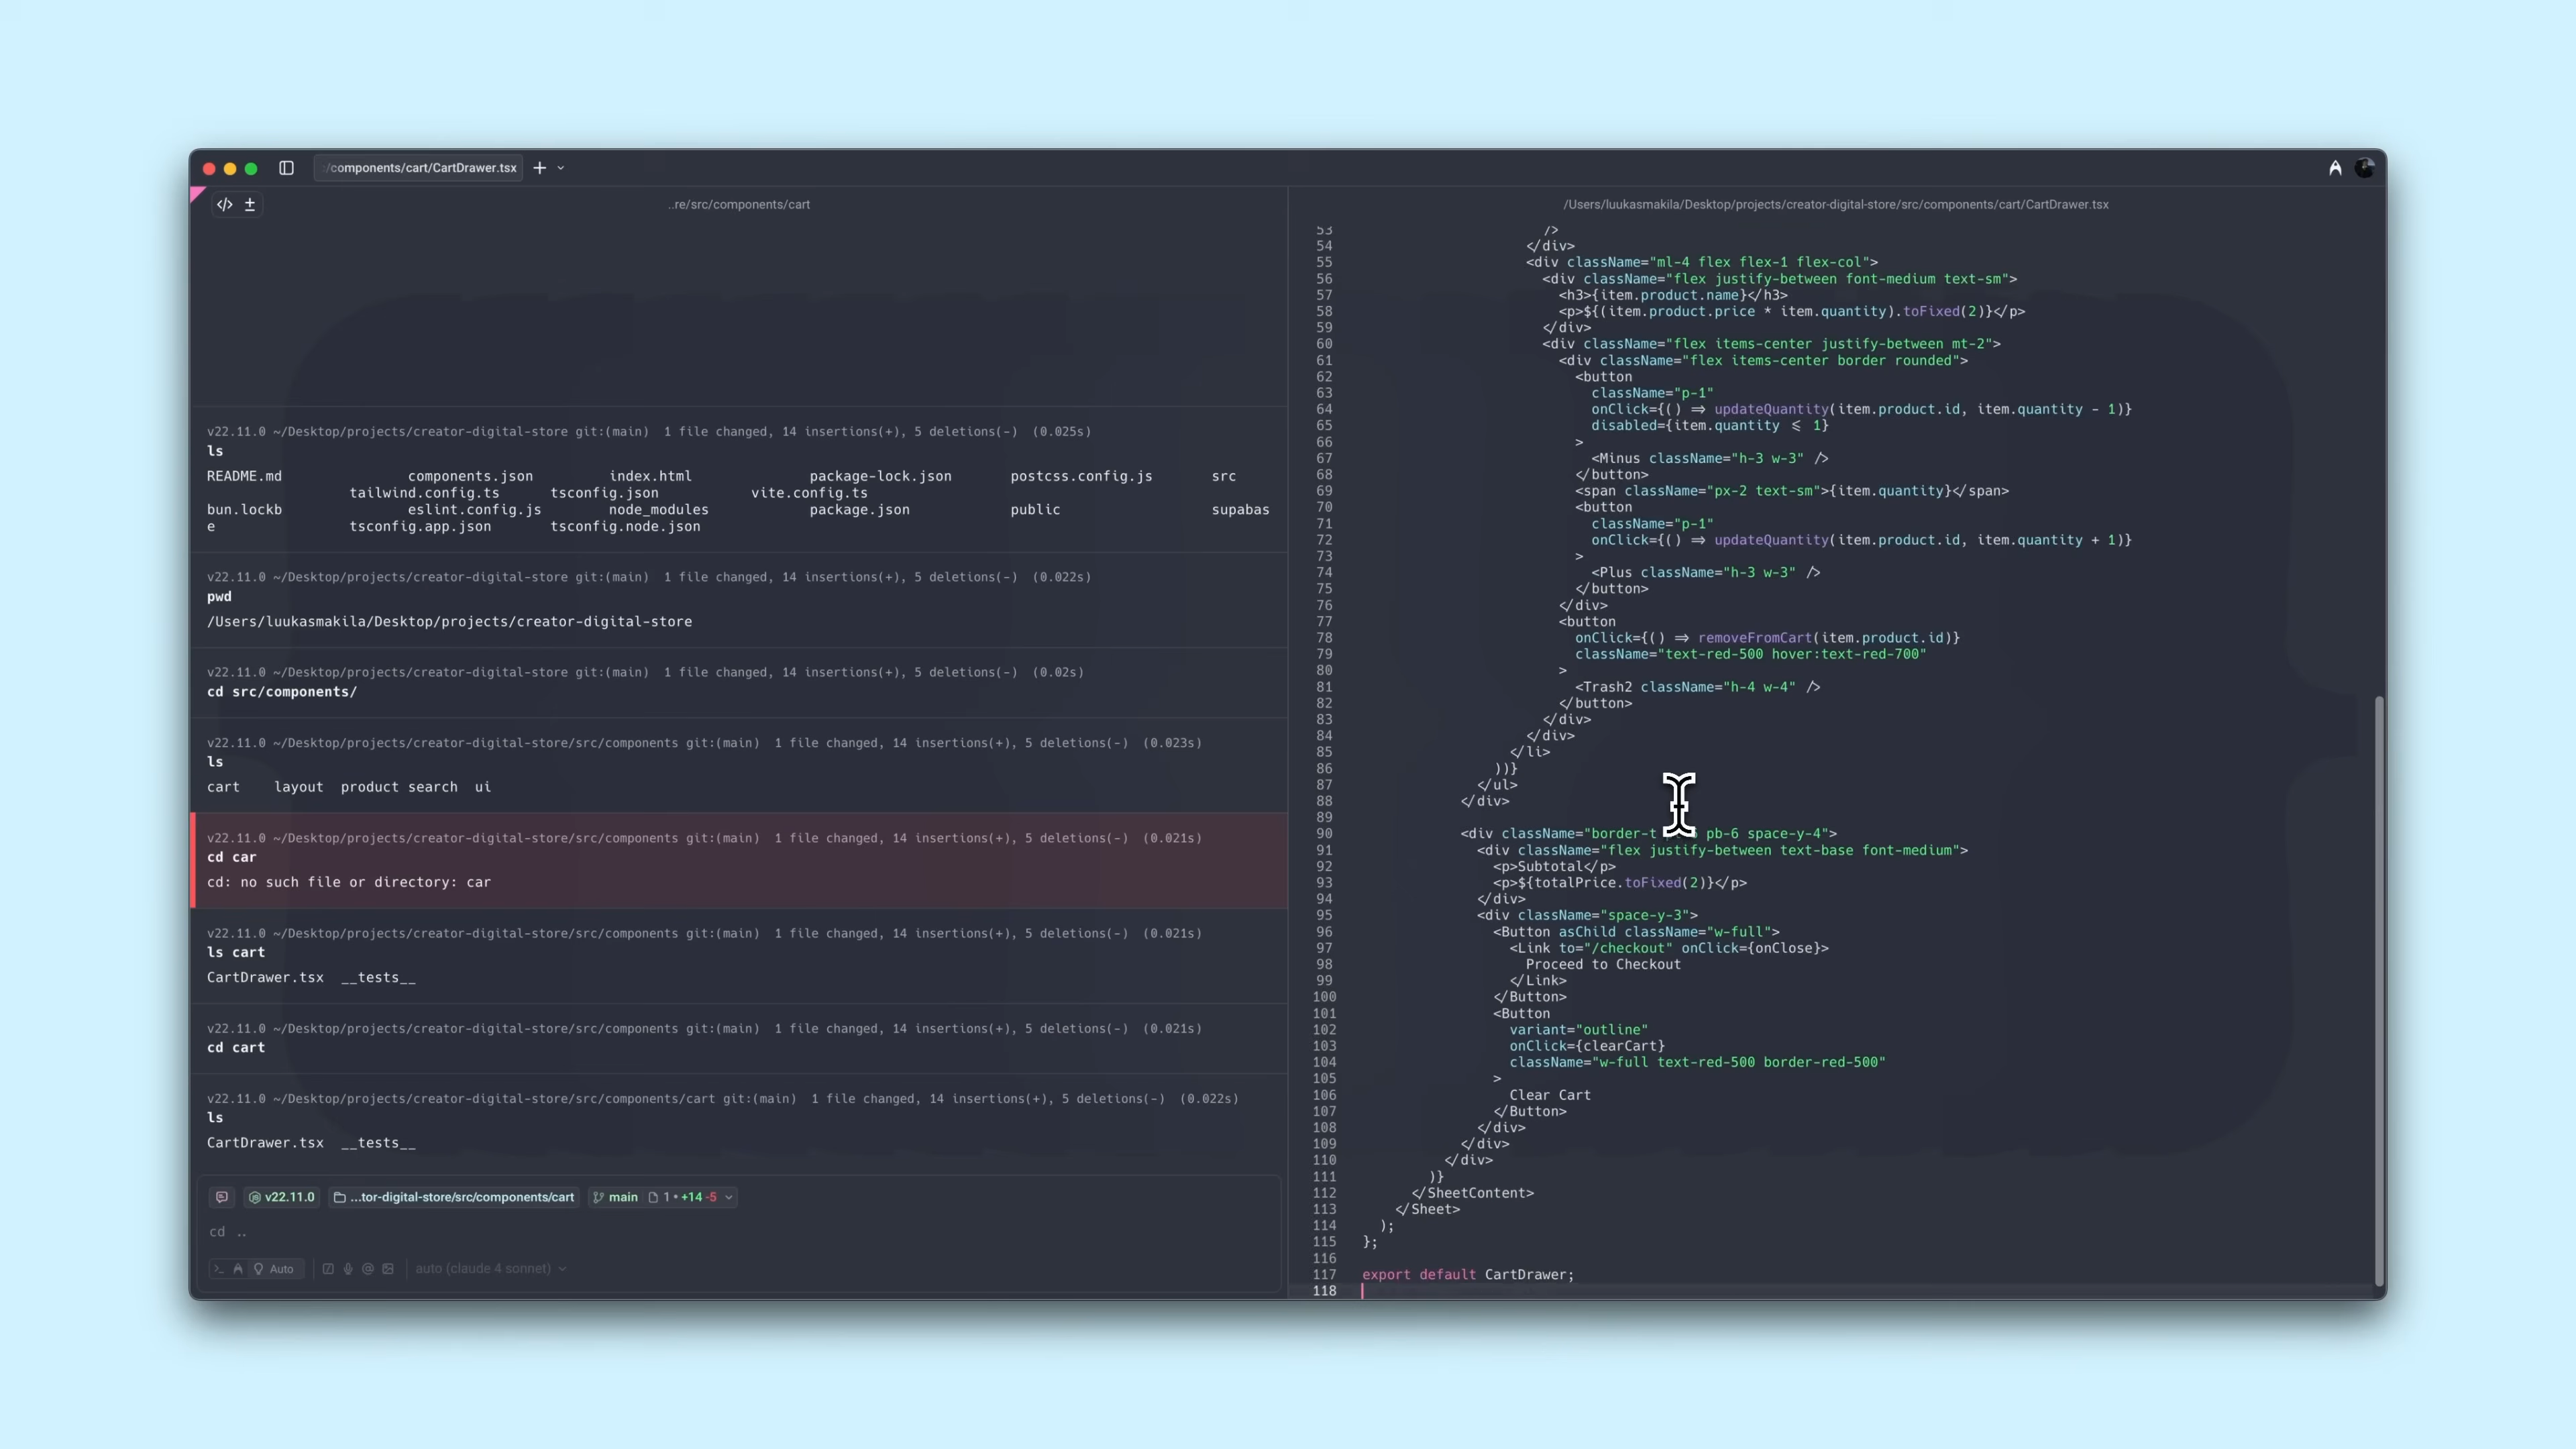 :/components/cart/CartDrawer.tsx
..re/src/components/cart
v22.11.0 ~/Desktop/projects/creator-digital-store git:(main)  1 file changed, 14 insertions(+), 5 deletions(-)  (0.025s)
ls
README.md components.json index.html package-lock.json postcss.config.js src
tailwind.config.ts tsconfig.json vite.config.ts
bun.lockb eslint.config.js node_modules package.json public supabas
e tsconfig.app.json tsconfig.node.json
v22.11.0 ~/Desktop/projects/creator-digital-store git:(main)  1 file changed, 14 insertions(+), 5 deletions(-)  (0.022s)
pwd
/Users/luukasmakila/Desktop/projects/creator-digital-store
v22.11.0 ~/Desktop/projects/creator-digital-store git:(main)  1 file changed, 14 insertions(+), 5 deletions(-)  (0.02s)
cd src/components/
v22.11.0 ~/Desktop/projects/creator-digital-store/src/components git:(main)  1 file changed, 14 insertions(+), 5 deletions(-)  (0.023s)
ls
cart layout product search ui
v22.11.0 ~/Desktop/projects/creator-digital-store/src/components git:(main)  1 file changed, 14 insertions(+), 5 deletions(-)  (0.021s)
cd car
cd: no such file or directory: car
v22.11.0 ~/Desktop/projects/creator-digital-store/src/components git:(main)  1 file changed, 14 insertions(+), 5 deletions(-)  (0.021s)
ls cart
CartDrawer.tsx __tests__
v22.11.0 ~/Desktop/projects/creator-digital-store/src/components git:(main)  1 file changed, 14 insertions(+), 5 deletions(-)  (0.021s)
cd cart
v22.11.0 ~/Desktop/projects/creator-digital-store/src/components/cart git:(main)  1 file changed, 14 insertions(+), 5 deletions(-)  (0.022s)
ls
CartDrawer.tsx __tests__
v22.11.0 ...tor-digital-store/src/components/cart main 1 • +14 -5
cd ..
Auto auto (claude 4 sonnet)
/Users/luukasmakila/Desktop/projects/creator-digital-store/src/components/cart/CartDrawer.tsx
53 />
54 </div>
55 <div className="ml-4 flex flex-1 flex-col">
56 <div className="flex justify-between font-medium text-sm">
57 <h3>{item.product.name}</h3>
58 <p>${(item.product.price * item.quantity).toFixed(2)}</p>
59 </div>
60 <div className="flex items-center justify-between mt-2">
61 <div className="flex items-center border rounded">
62 <button
63 className="p-1"
64 onClick={() => updateQuantity(item.product.id, item.quantity - 1)}
65 disabled={item.quantity <= 1}
66 >
67 <Minus className="h-3 w-3" />
68 </button>
69 <span className="px-2 text-sm">{item.quantity}</span>
70 <button
71 className="p-1"
72 onClick={() => updateQuantity(item.product.id, item.quantity + 1)}
73 >
74 <Plus className="h-3 w-3" />
75 </button>
76 </div>
77 <button
78 onClick={() => removeFromCart(item.product.id)}
79 className="text-red-500 hover:text-red-700"
80 >
81 <Trash2 className="h-4 w-4" />
82 </button>
83 </div>
84 </div>
85 </li>
86 ))}
87 </ul>
88 </div>
89
90 <div className="border-t pb-6 space-y-4">
91 <div className="flex justify-between text-base font-medium">
92 <p>Subtotal</p>
93 <p>${totalPrice.toFixed(2)}</p>
94 </div>
95 <div className="space-y-3">
96 <Button asChild className="w-full">
97 <Link to="/checkout" onClick={onClose}>
98 Proceed to Checkout
99 </Link>
100 </Button>
101 <Button
102 variant="outline"
103 onClick={clearCart}
104 className="w-full text-red-500 border-red-500"
105 >
106 Clear Cart
107 </Button>
108 </div>
109 </div>
110 </div>
111 )}
112 </SheetContent>
113 </Sheet>
114 );
115 };
116
117 export default CartDrawer;
118